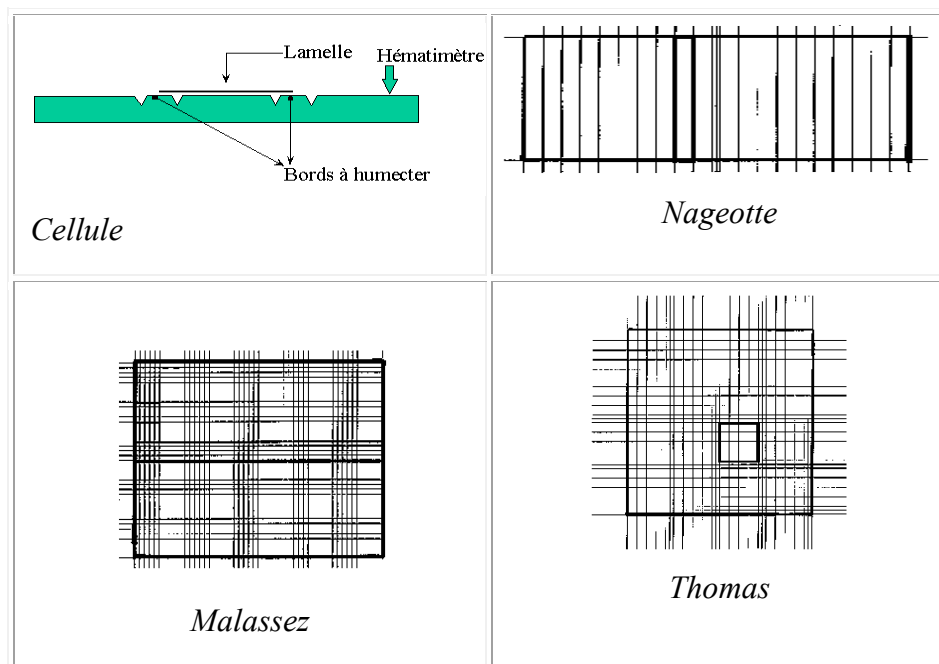 Lamelle
Hématimètre
Bords à humecter
Cellule
Nageotte
Malassez
Thomas